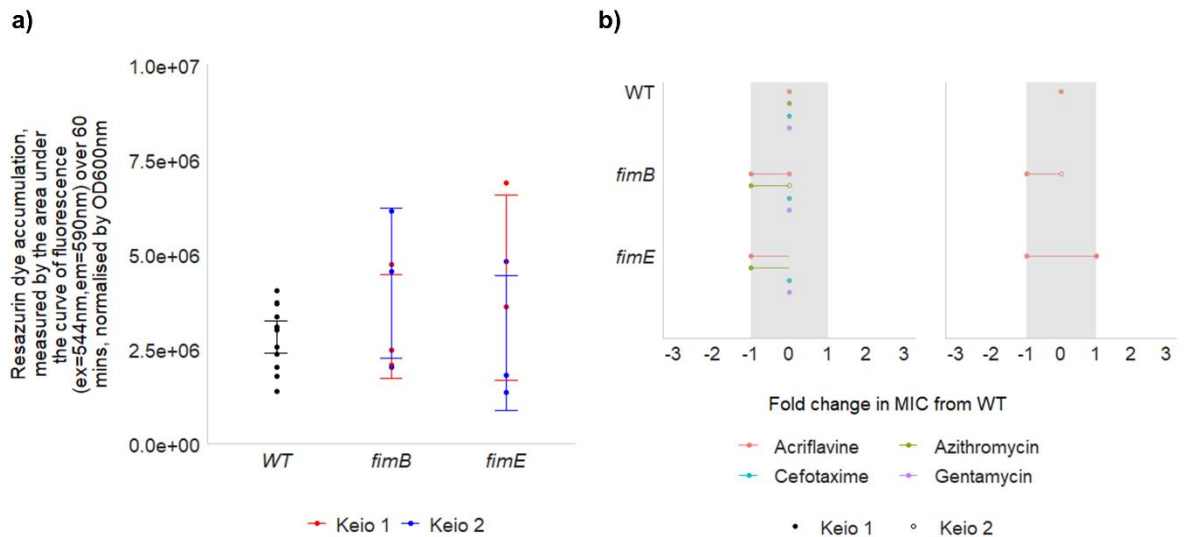 a)
Resazurin dye accumulation,
measured by the area under
the curve of fluorescence
(ex=544nm,em=590nm) over 60
mins, normalised by OD600nm
1.0e+07
7.5e+06
5.0e+06
2.5e+06
0.0e+00
WT fimB fimE
Keio 1 Keio 2
b)
WT
fimB
fimE
-3 -2 -1 0 1 2 3 -3 -2 -1 0 1 2 3
Fold change in MIC from WT
Acriflavine Azithromycin
Cefotaxime Gentamycin
Keio 1 Keio 2